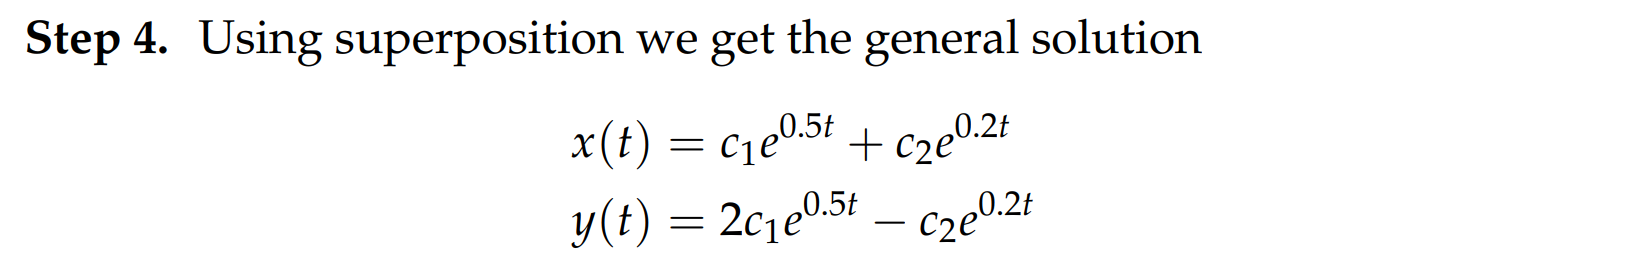 Step 4. Using superposition we get the general solution
x(t) = c₁e^{0.5t} + c₂e^{0.2t}
y(t) = 2c₁e^{0.5t} − c₂e^{0.2t}